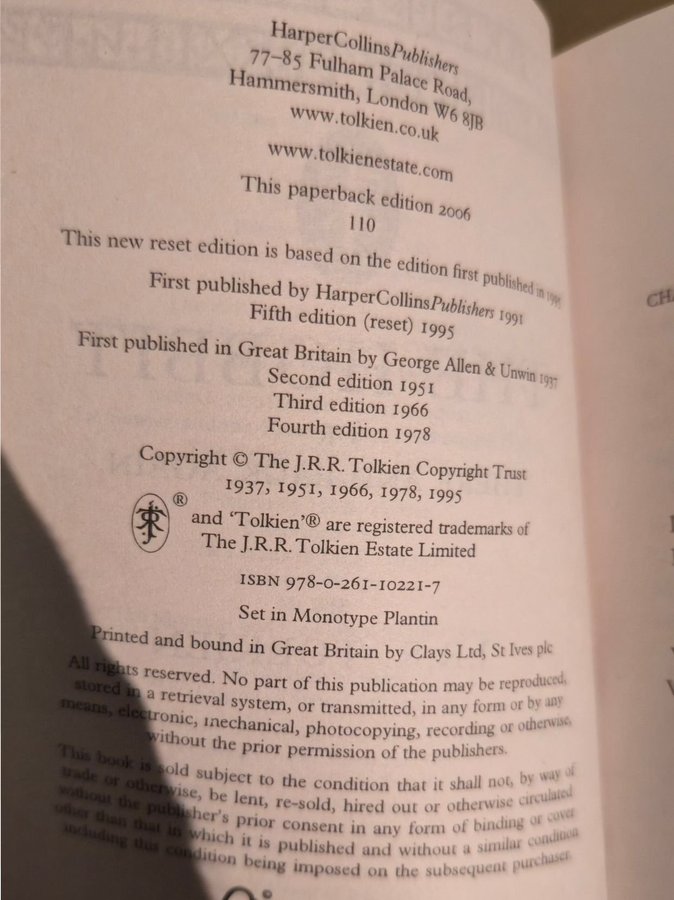 HarperCollinsPublishers
77–85 Fulham Palace Road,
Hammersmith, London W6 8JB
www.tolkien.co.uk
www.tolkienestate.com
This paperback edition 2006
110
This new reset edition is based on the edition first published in 1995
First published by HarperCollinsPublishers 1991
Fifth edition (reset) 1995
First published in Great Britain by George Allen & Unwin 1937
Second edition 1951
Third edition 1966
Fourth edition 1978
Copyright © The J.R.R. Tolkien Copyright Trust
1937, 1951, 1966, 1978, 1995
® and ‘Tolkien’® are registered trademarks of
The J.R.R. Tolkien Estate Limited
ISBN 978-0-261-10221-7
Set in Monotype Plantin
Printed and bound in Great Britain by Clays Ltd, St Ives plc
All rights reserved. No part of this publication may be reproduced,
stored in a retrieval system, or transmitted, in any form or by any
means, electronic, mechanical, photocopying, recording or otherwise,
without the prior permission of the publishers.
This book is sold subject to the condition that it shall not, by way of
trade or otherwise, be lent, re-sold, hired out or otherwise circulated
without the publisher's prior consent in any form of binding or cover
other than that in which it is published and without a similar condition
including this condition being imposed on the subsequent purchaser.